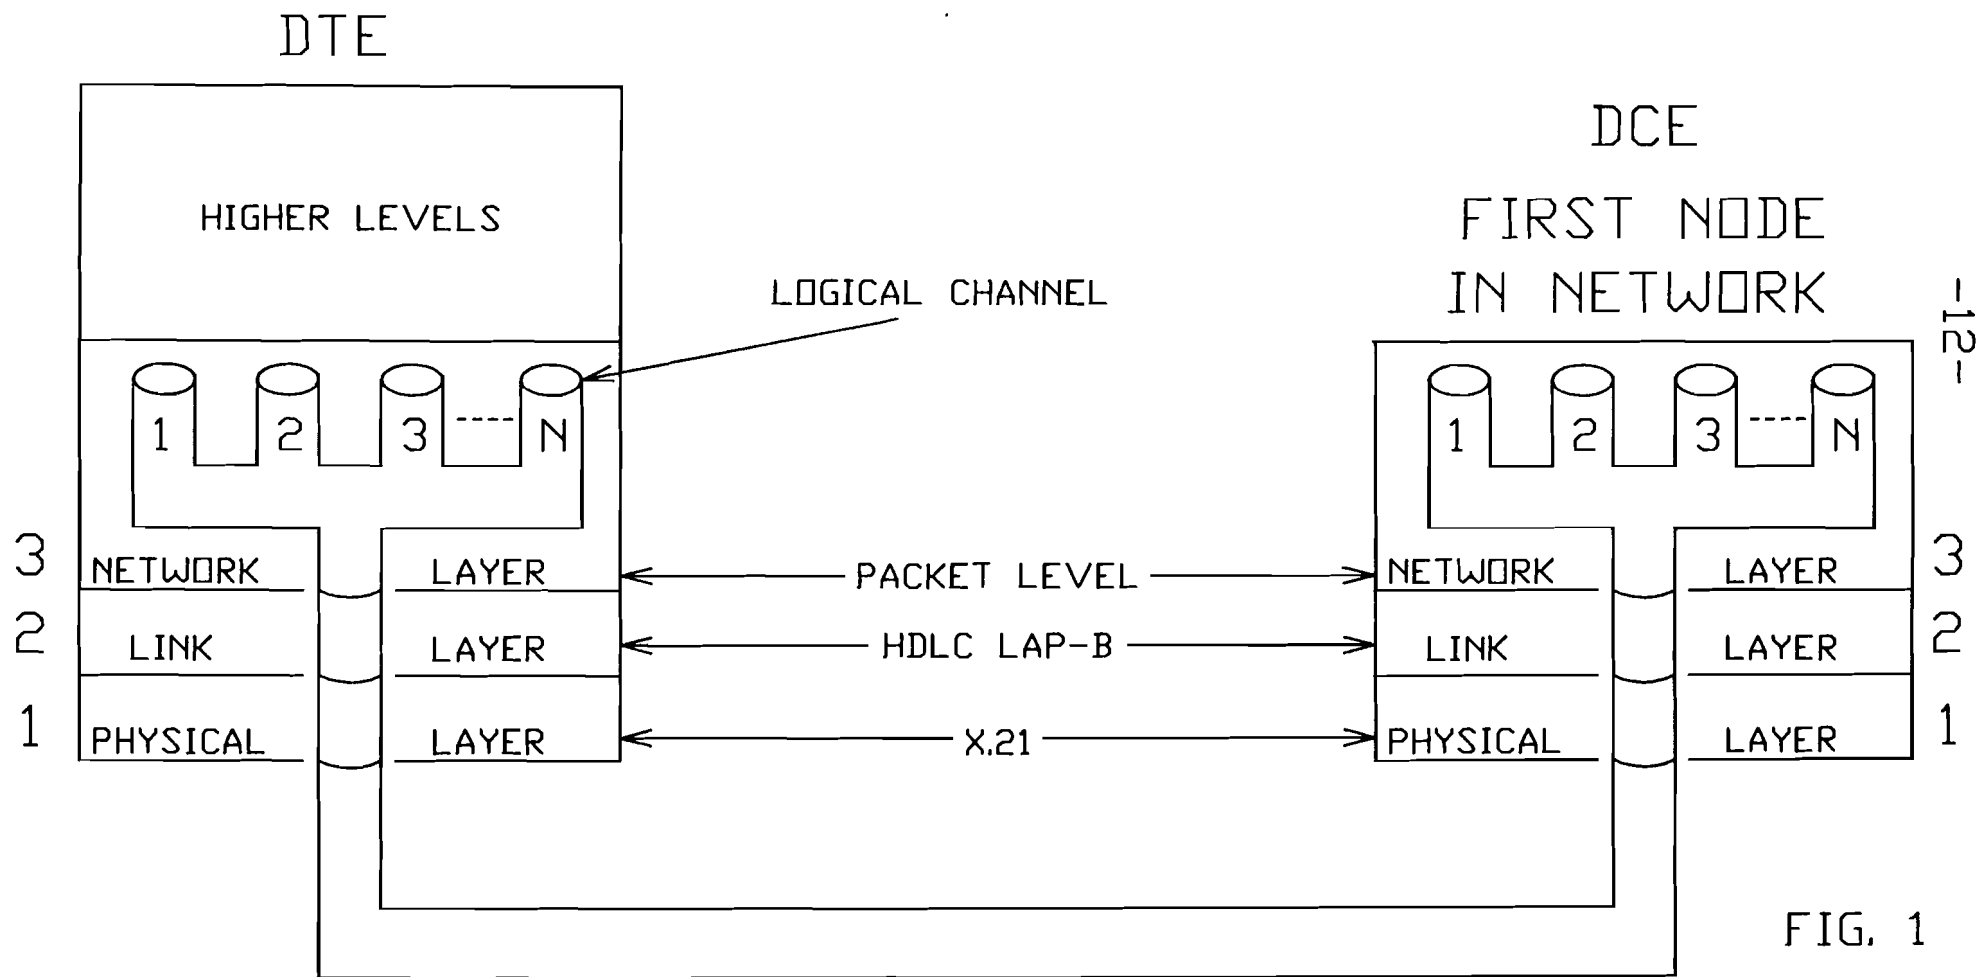 DTE
DCE
FIRST NODE
IN NETWORK
HIGHER LEVELS
LOGICAL CHANNEL
-12-
1 2 3 ---- N
1 2 3 ---- N
3 NETWORK LAYER PACKET LEVEL NETWORK LAYER 3
2 LINK LAYER HDLC LAP-B LINK LAYER 2
1 PHYSICAL LAYER X.21 PHYSICAL LAYER 1
FIG. 1